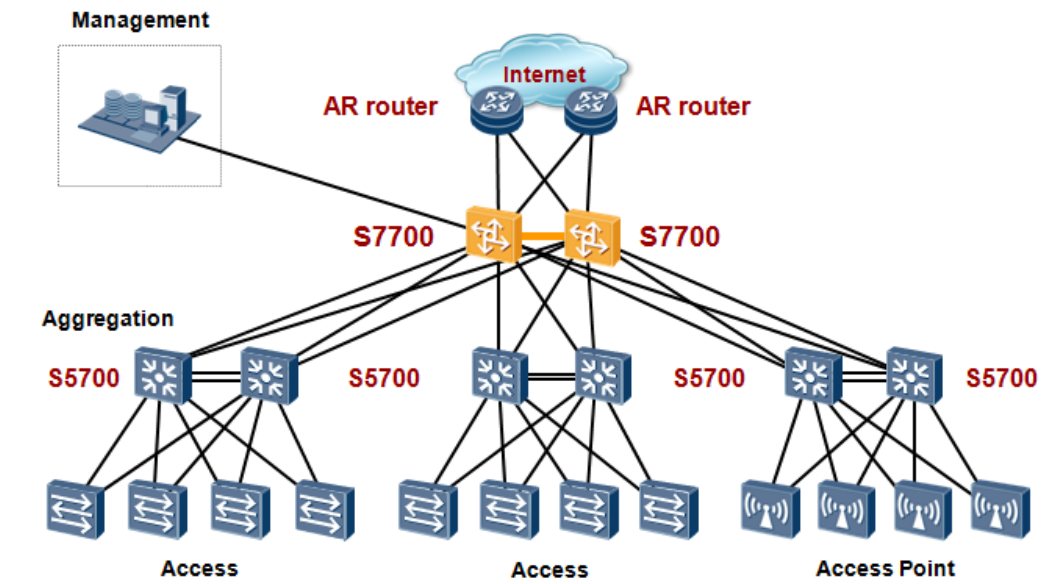 Management
Internet
AR router
AR router
S7700
S7700
Aggregation
S5700
S5700
S5700
S5700
Access
Access
Access Point